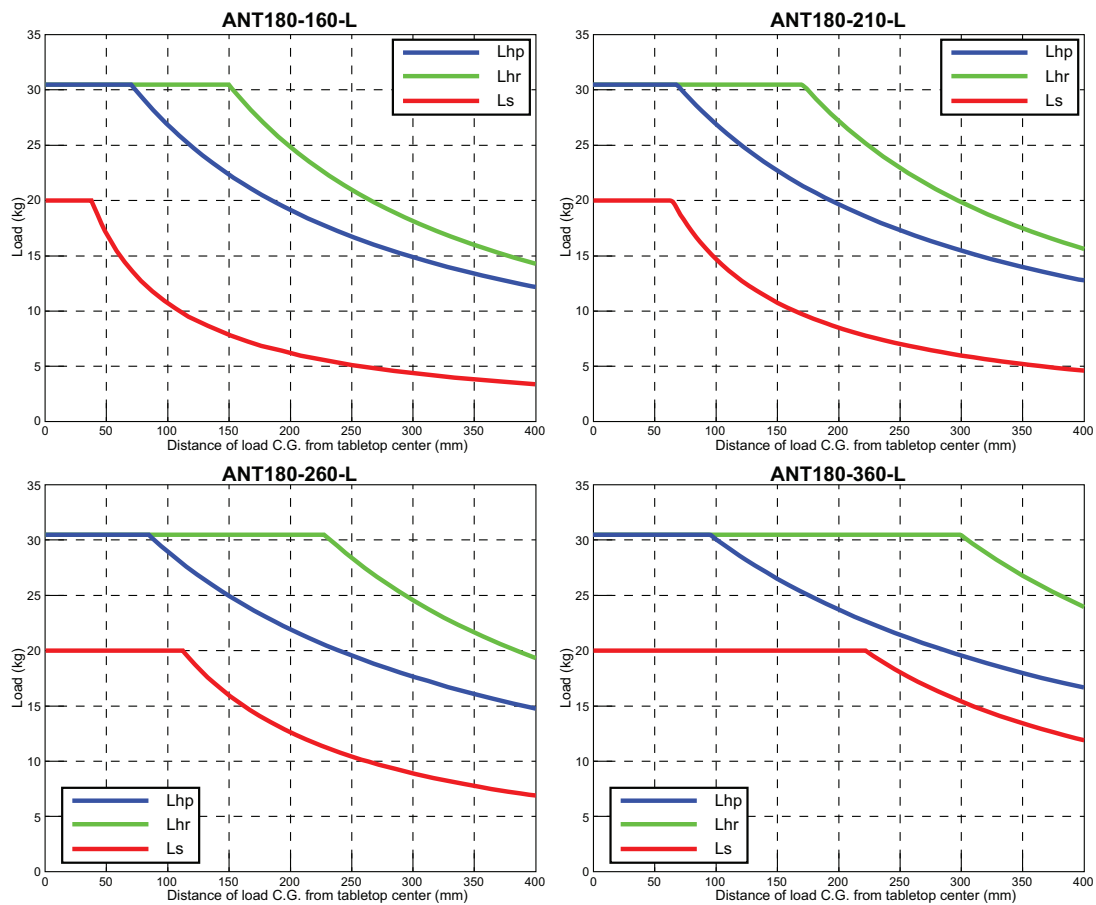 ANT180-160-L
35
30
25
20
15
10
5
0
Load (kg)
Lhp
Lhr
Ls
0 50 100 150 200 250 300 350 400
Distance of load C.G. from tabletop center (mm)
ANT180-210-L
35
30
25
20
15
10
5
0
Load (kg)
Lhp
Lhr
Ls
0 50 100 150 200 250 300 350 400
Distance of load C.G. from tabletop center (mm)
ANT180-260-L
35
30
25
20
15
10
5
0
Load (kg)
Lhp
Lhr
Ls
0 50 100 150 200 250 300 350 400
Distance of load C.G. from tabletop center (mm)
ANT180-360-L
35
30
25
20
15
10
5
0
Load (kg)
Lhp
Lhr
Ls
0 50 100 150 200 250 300 350 400
Distance of load C.G. from tabletop center (mm)